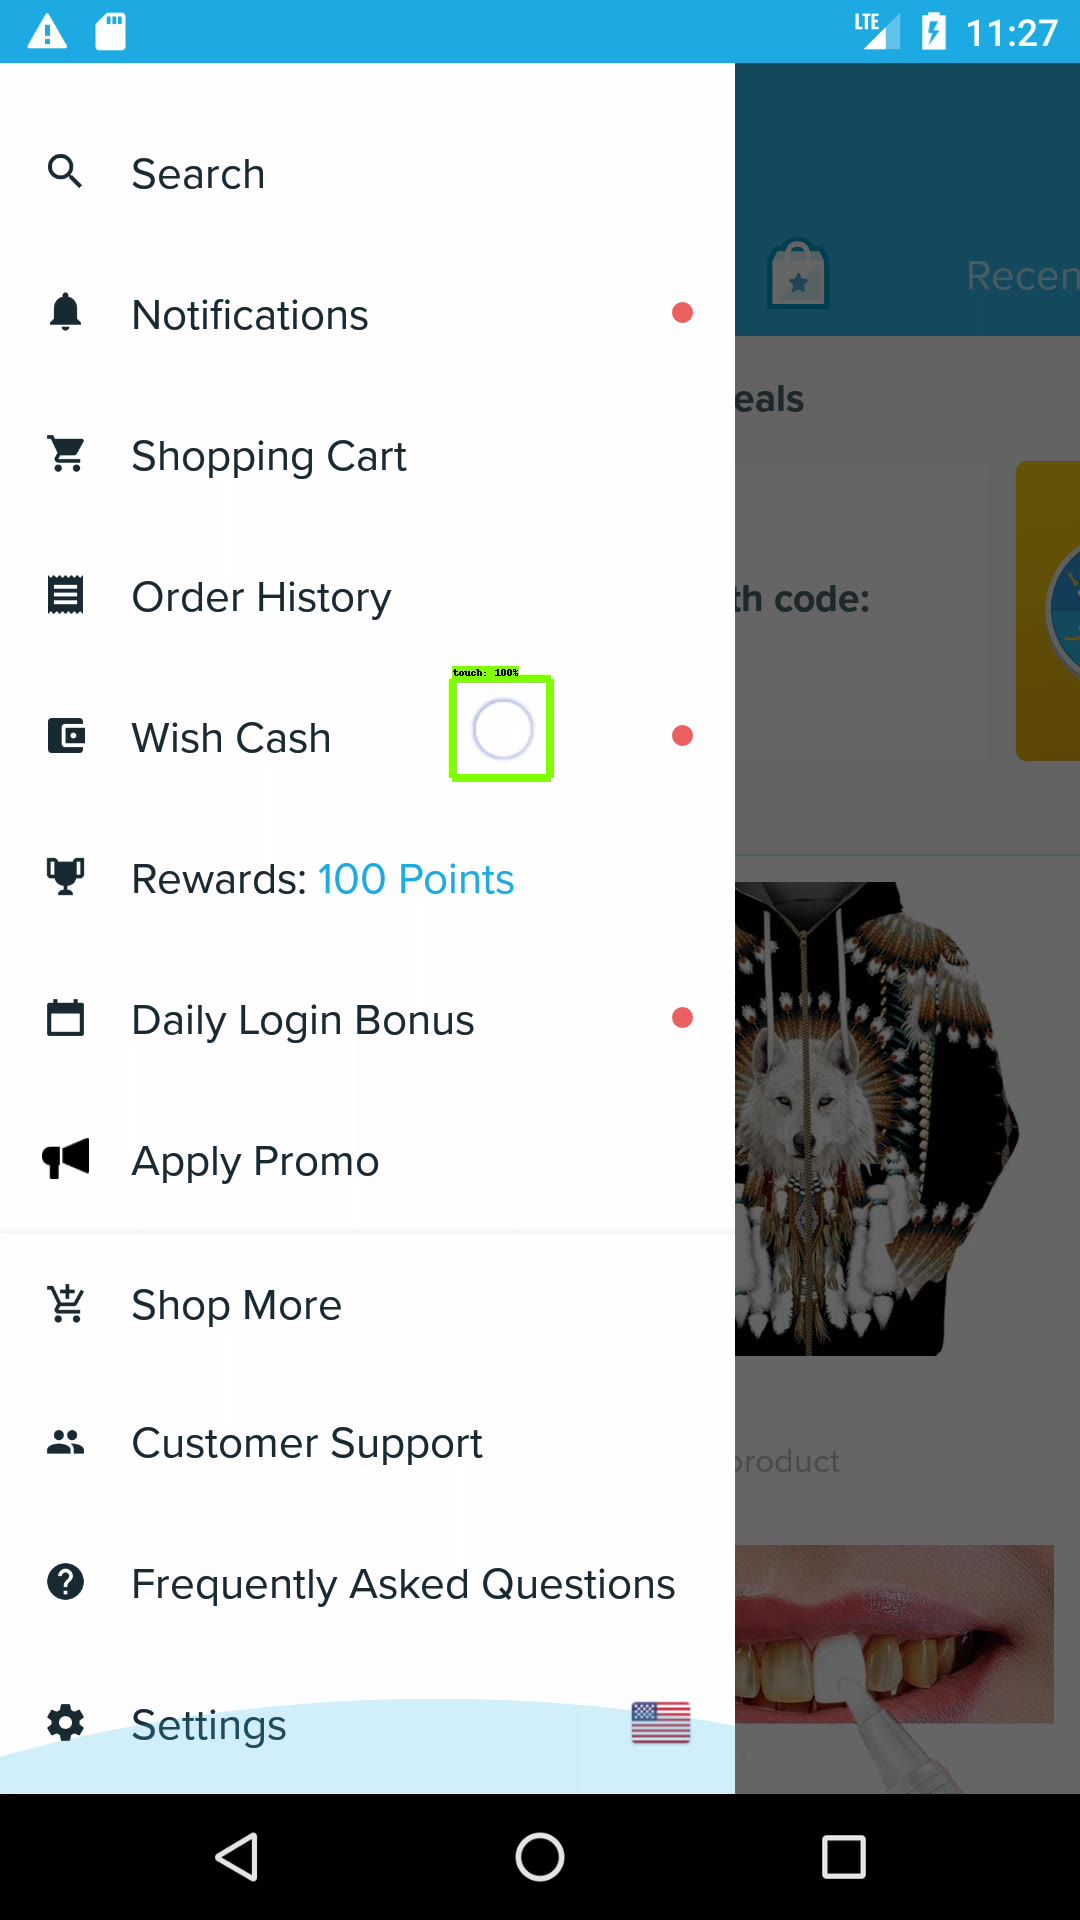 LTE 11:27
Search
Notifications
Recen
eals
Shopping Cart
Order History
th code:
touch: 100%
Wish Cash
Rewards: 100 Points
Daily Login Bonus
Apply Promo
Shop More
Customer Support
product
Frequently Asked Questions
Settings